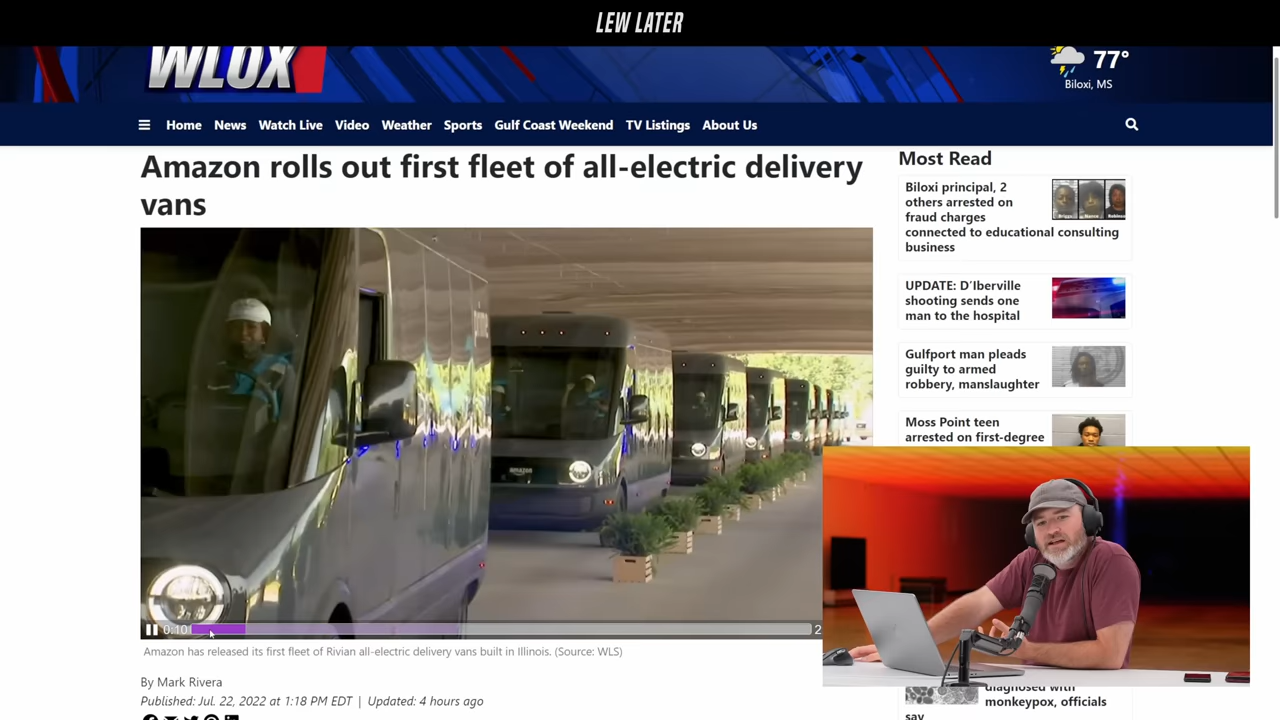 LEW LATER
WLOX
77°
Biloxi, MS
Home News Watch Live Video Weather Sports Gulf Coast Weekend TV Listings About Us
Amazon rolls out first fleet of all-electric delivery
vans
amazon
0:10
2
Amazon has released its first fleet of Rivian all-electric delivery vans built in Illinois. (Source: WLS)
By Mark Rivera
Published: Jul. 22, 2022 at 1:18 PM EDT | Updated: 4 hours ago
Most Read
Biloxi principal, 2
others arrested on
fraud charges
connected to educational consulting
business
UPDATE: D'Iberville
shooting sends one
man to the hospital
Gulfport man pleads
guilty to armed
robbery, manslaughter
Moss Point teen
arrested on first-degree
diagnosed with
monkeypox, officials
say